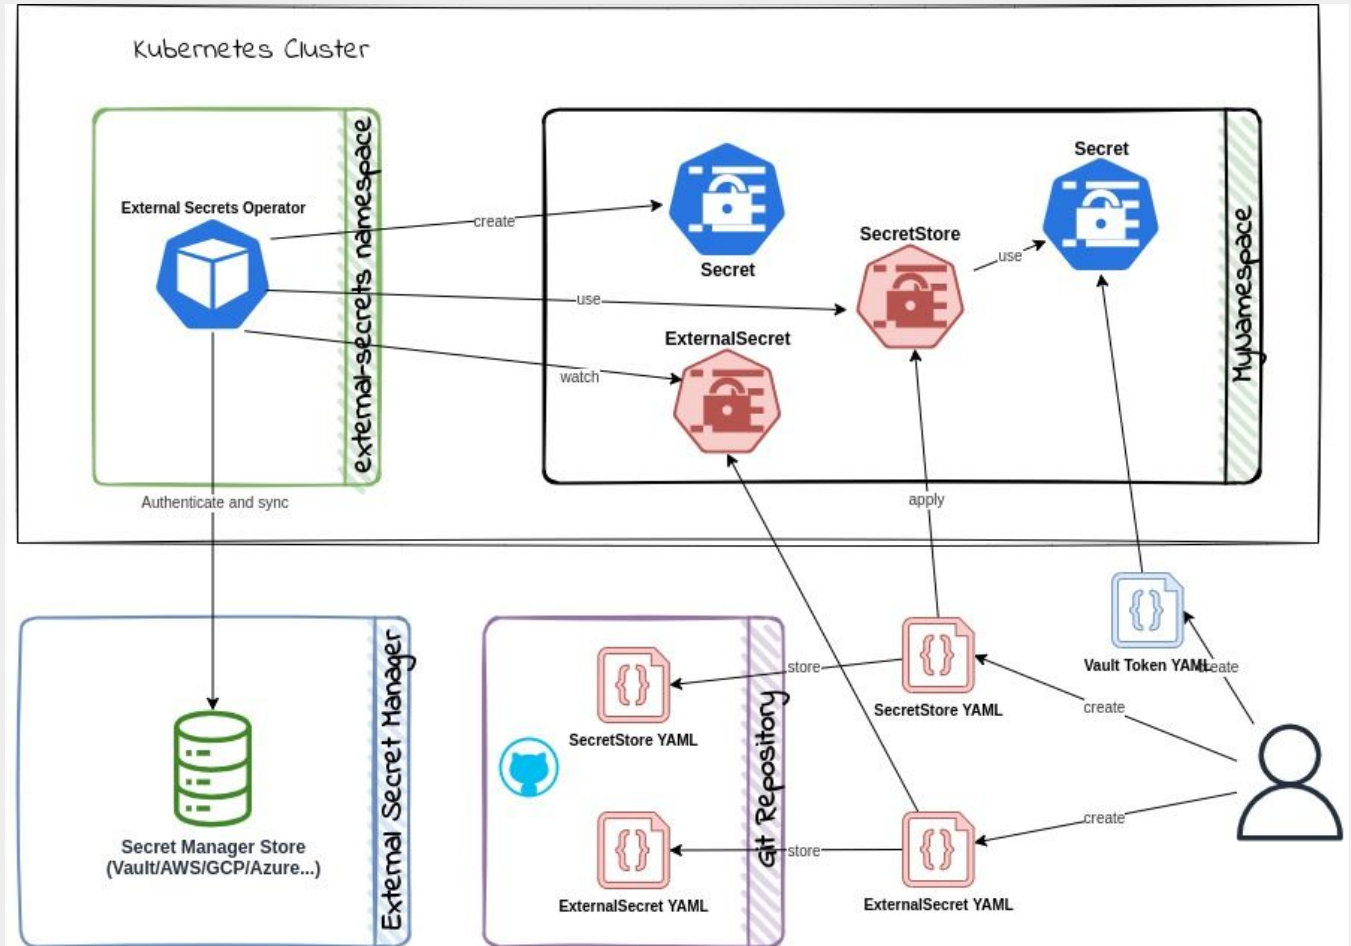 Kubernetes Cluster
external-secrets namespace
External Secrets Operator
create
use
watch
Authenticate and sync
Secret
SecretStore
use
Secret
ExternalSecret
MyNamespace
apply
External Secret Manager
Secret Manager Store
(Vault/AWS/GCP/Azure...)
Git Repository
SecretStore YAML
ExternalSecret YAML
store
store
SecretStore YAML
ExternalSecret YAML
Vault Token YAML
create
create
create